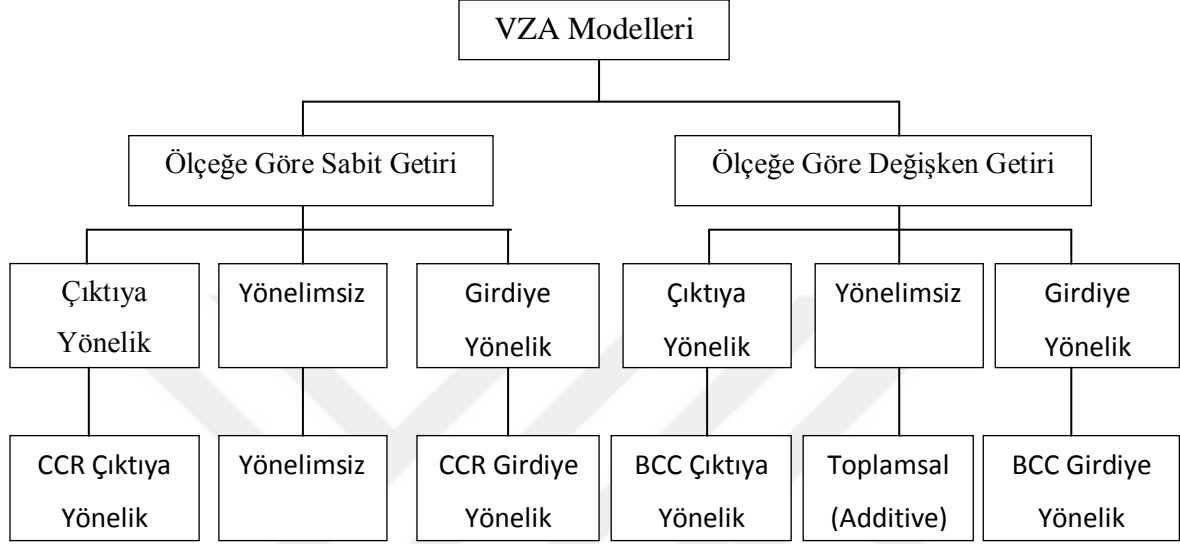 VZA Modelleri
Ölçeğe Göre Sabit Getiri
Ölçeğe Göre Değişken Getiri
Çıktıya
Yönelik
Yönelimsiz
Girdiye
Yönelik
Çıktıya
Yönelik
Yönelimsiz
Girdiye
Yönelik
CCR Çıktıya
Yönelik
Yönelimsiz
CCR Girdiye
Yönelik
BCC Çıktıya
Yönelik
Toplamsal
(Additive)
BCC Girdiye
Yönelik